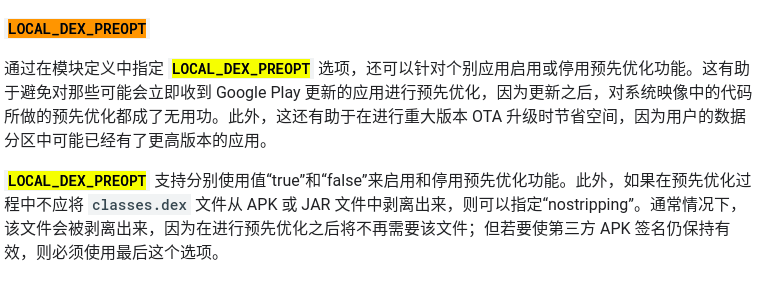 LOCAL_DEX_PREOPT
通过在模块定义中指定 LOCAL_DEX_PREOPT 选项，还可以针对个别应用启用或停用预先优化功能。这有助
于避免对那些可能会立即收到 Google Play 更新的应用进行预先优化，因为更新之后，对系统映像中的代码
所做的预先优化都成了无用功。此外，这还有助于在进行重大版本 OTA 升级时节省空间，因为用户的数据
分区中可能已经有了更高版本的应用。
LOCAL_DEX_PREOPT 支持分别使用值“true”和“false”来启用和停用预先优化功能。此外，如果在预先优化过
程中不应将 classes.dex 文件从 APK 或 JAR 文件中剥离出来，则可以指定“nostripping”。通常情况下，
该文件会被剥离出来，因为在进行预先优化之后将不再需要该文件；但若要使第三方 APK 签名仍保持有
效，则必须使用最后这个选项。